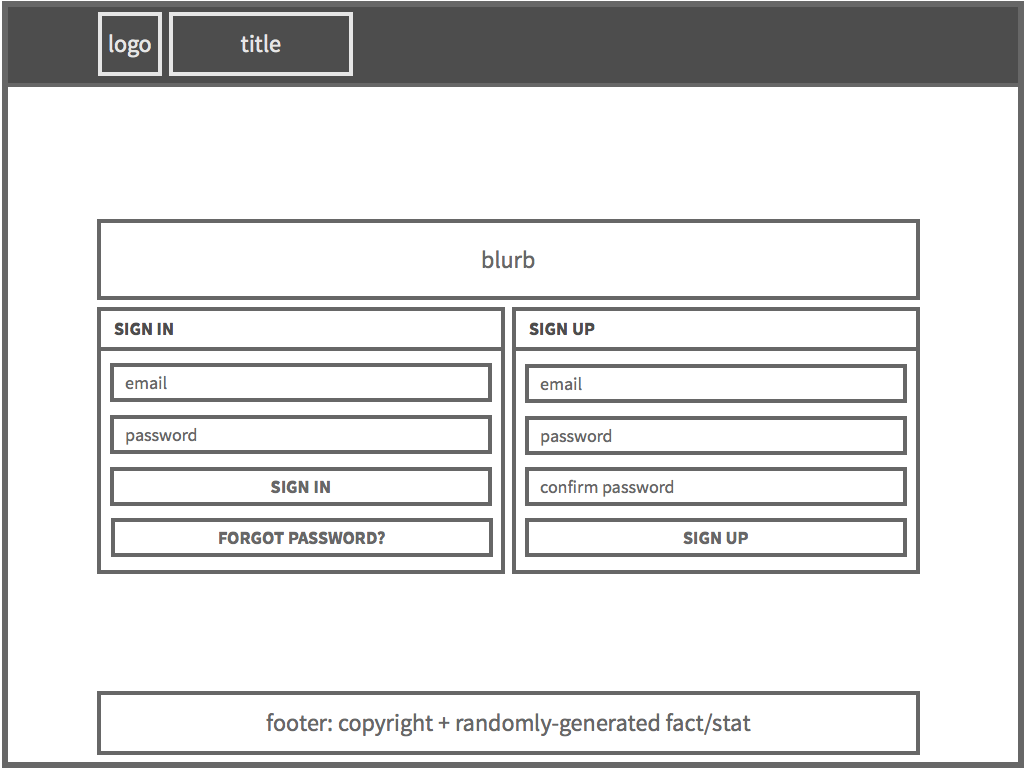 logo
title
blurb
SIGN IN
email
password
SIGN IN
FORGOT PASSWORD?
SIGN UP
email
password
confirm password
SIGN UP
footer: copyright + randomly-generated fact/stat